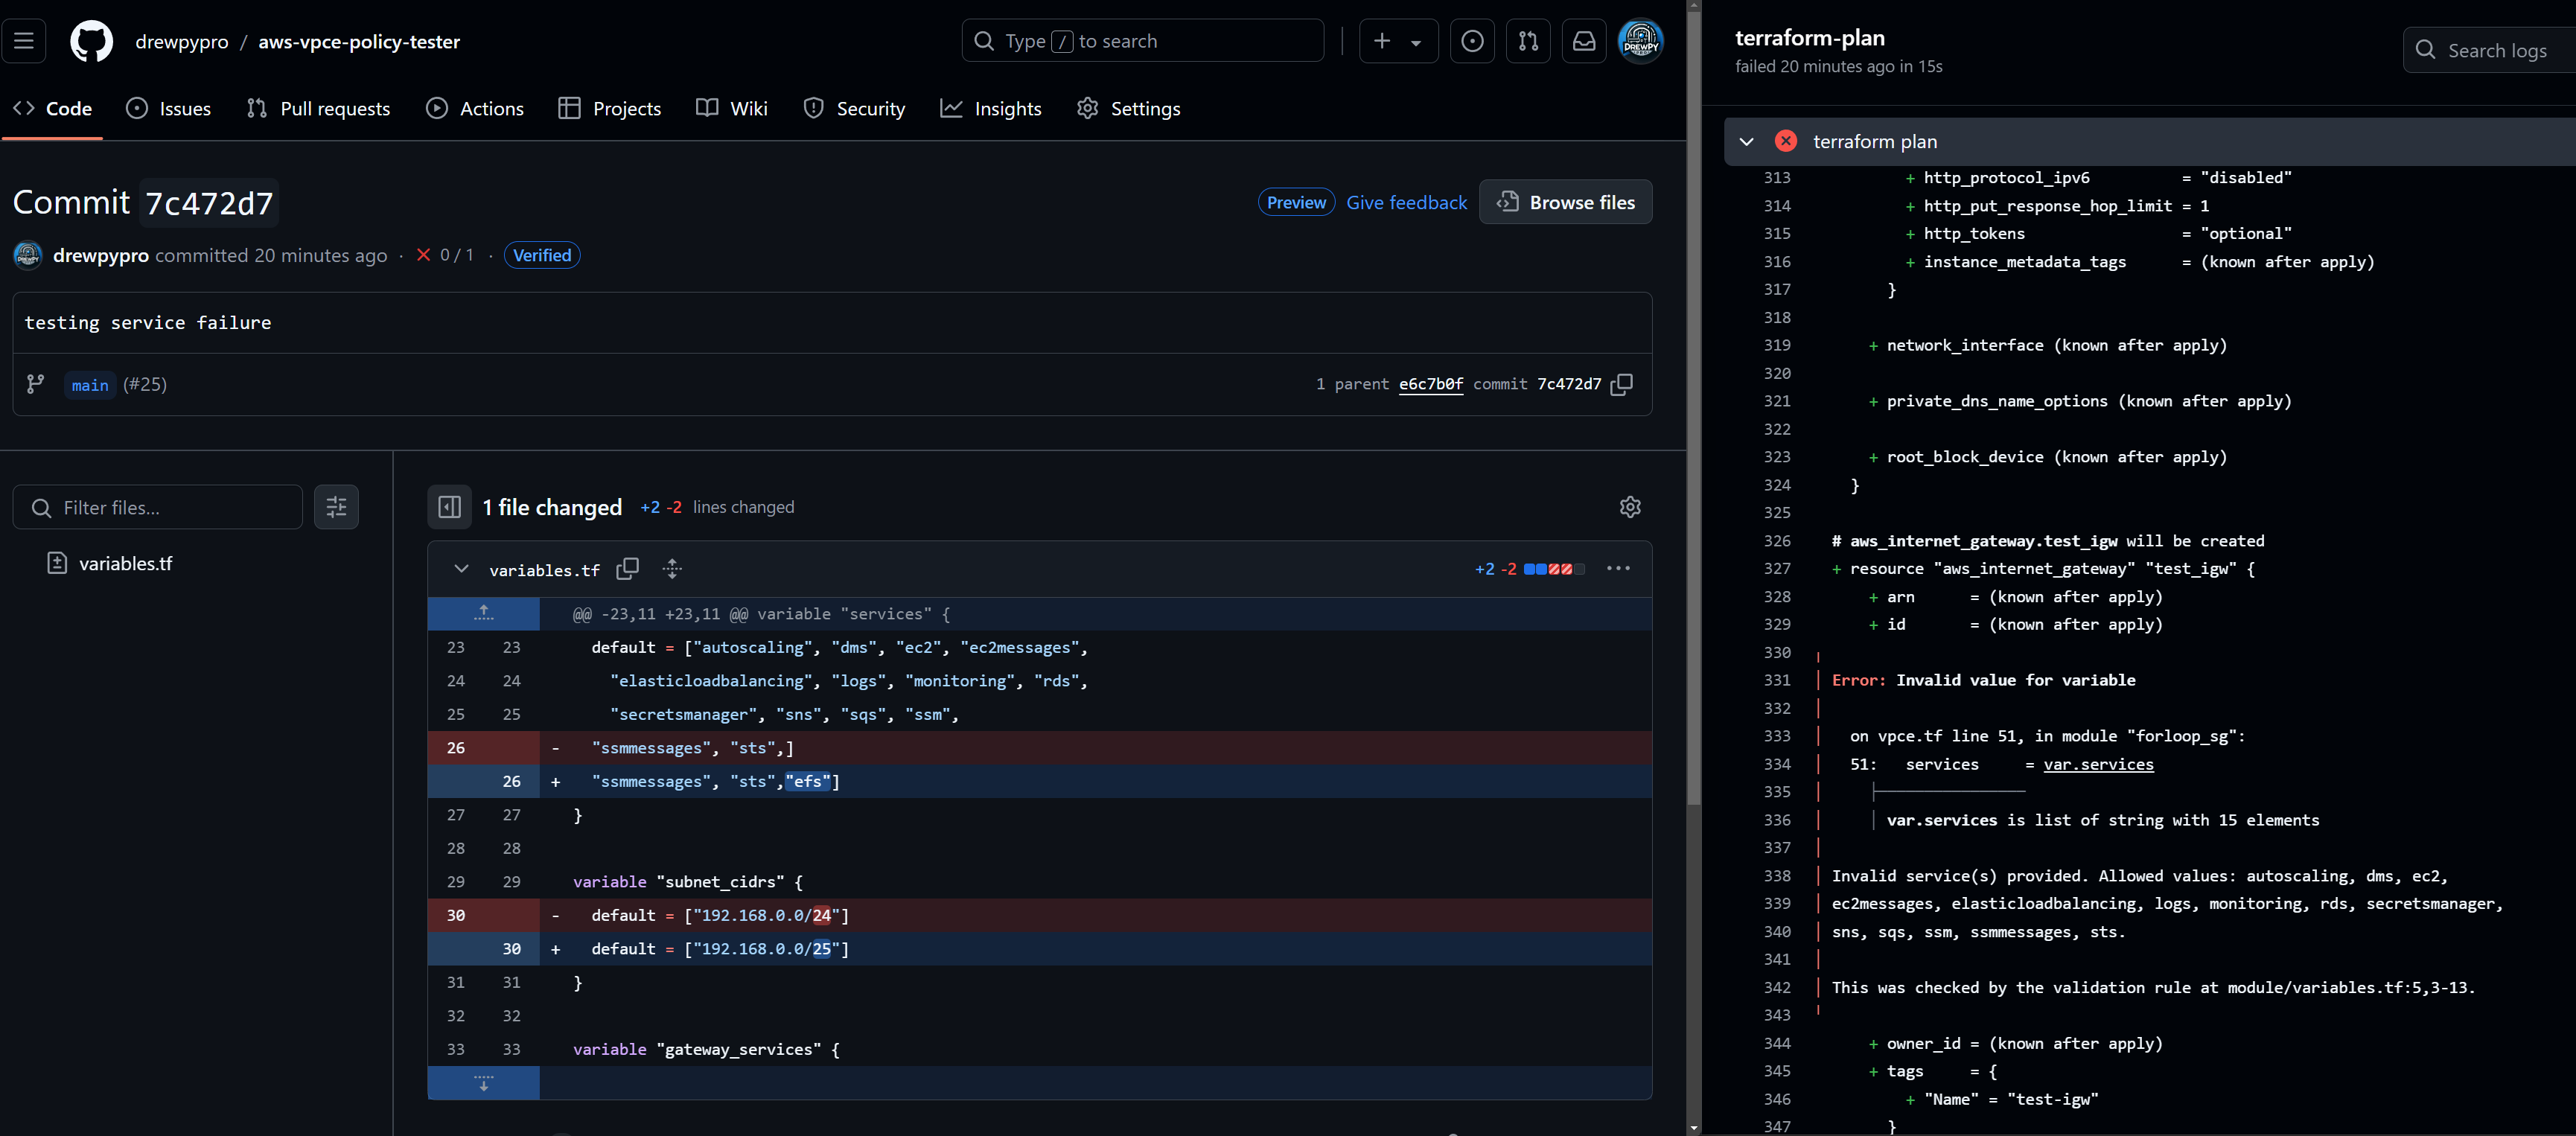 drewpypro / aws-vpce-policy-tester
Type / to search
Code
Issues
Pull requests
Actions
Projects
Wiki
Security
Insights
Settings
Commit 7c472d7
Preview
Give feedback
Browse files
drewpypro committed 20 minutes ago · 0 / 1 · Verified
testing service failure
main (#25)
1 parent e6c7b0f commit 7c472d7
Filter files...
variables.tf
1 file changed +2 -2 lines changed
variables.tf
+2 -2
@@ -23,11 +23,11 @@ variable "services" {
23 23 default = ["autoscaling", "dms", "ec2", "ec2messages",
24 24 "elasticloadbalancing", "logs", "monitoring", "rds",
25 25 "secretsmanager", "sns", "sqs", "ssm",
26 - "ssmmessages", "sts",]
26 + "ssmmessages", "sts","efs"]
27 27 }
28 28
29 29 variable "subnet_cidrs" {
30 - default = ["192.168.0.0/24"]
30 + default = ["192.168.0.0/25"]
31 31 }
32 32
33 33 variable "gateway_services" {
terraform-plan
failed 20 minutes ago in 15s
Search logs
terraform plan
313 + http_protocol_ipv6 = "disabled"
314 + http_put_response_hop_limit = 1
315 + http_tokens = "optional"
316 + instance_metadata_tags = (known after apply)
317 }
318
319 + network_interface (known after apply)
320
321 + private_dns_name_options (known after apply)
322
323 + root_block_device (known after apply)
324 }
325
326 # aws_internet_gateway.test_igw will be created
327 + resource "aws_internet_gateway" "test_igw" {
328 + arn = (known after apply)
329 + id = (known after apply)
330
331 Error: Invalid value for variable
332
333 on vpce.tf line 51, in module "forloop_sg":
334 51: services = var.services
335
336 var.services is list of string with 15 elements
337
338 Invalid service(s) provided. Allowed values: autoscaling, dms, ec2,
339 ec2messages, elasticloadbalancing, logs, monitoring, rds, secretsmanager,
340 sns, sqs, ssm, ssmmessages, sts.
341
342 This was checked by the validation rule at module/variables.tf:5,3-13.
343
344 + owner_id = (known after apply)
345 + tags = {
346 + "Name" = "test-igw"
347 }